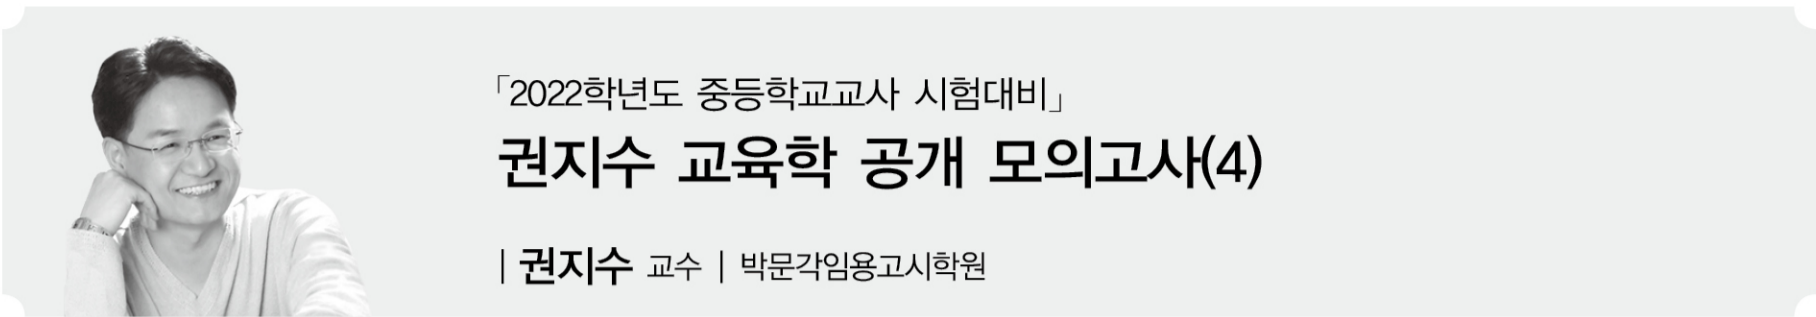 「2022학년도 중등학교교사 시험대비」
권지수 교육학 공개 모의고사(4)
| 권지수 교수 | 박문각임용고시학원